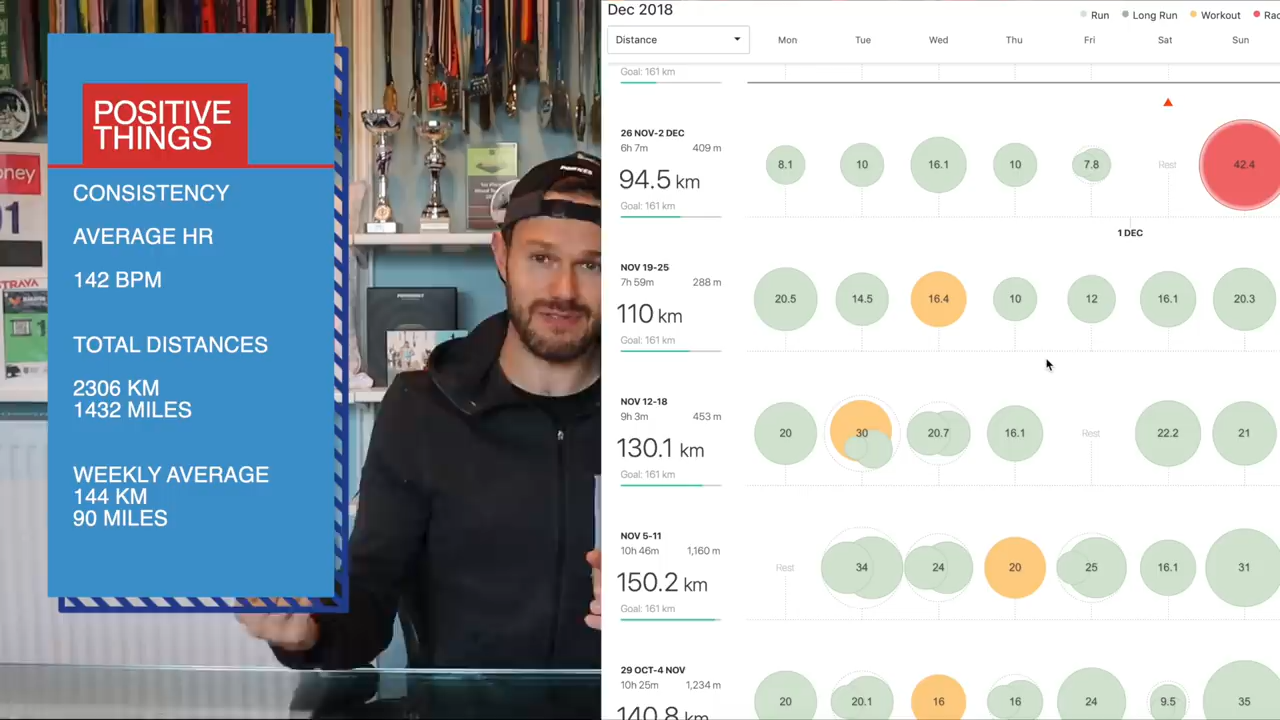 POSITIVE
THINGS
CONSISTENCY
AVERAGE HR
142 BPM
TOTAL DISTANCES
2306 KM
1432 MILES
WEEKLY AVERAGE
144 KM
90 MILES
STRAVA
Dec 2018
Run Long Run Workout
Distance
Mon Tue Wed Thu Fri Sat Sun
Goal: 161 km
26 NOV-2 DEC
6h 7m 409 m
94.5 km
Goal: 161 km
8.1 10 16.1 10 7.8 Rest 42.4
1 DEC
NOV 19-25
7h 59m 288 m
110 km
Goal: 161 km
20.5 14.5 16.4 10 12 16.1 20.3
NOV 12-18
9h 3m 453 m
130.1 km
Goal: 161 km
20 30 20.7 16.1 Rest 22.2 21
NOV 5-11
10h 46m 1,160 m
150.2 km
Goal: 161 km
Rest 34 24 20 25 16.1 31
29 OCT-4 NOV
10h 25m 1,234 m
140.8 km
20 20.1 16 16 24 9.5 35